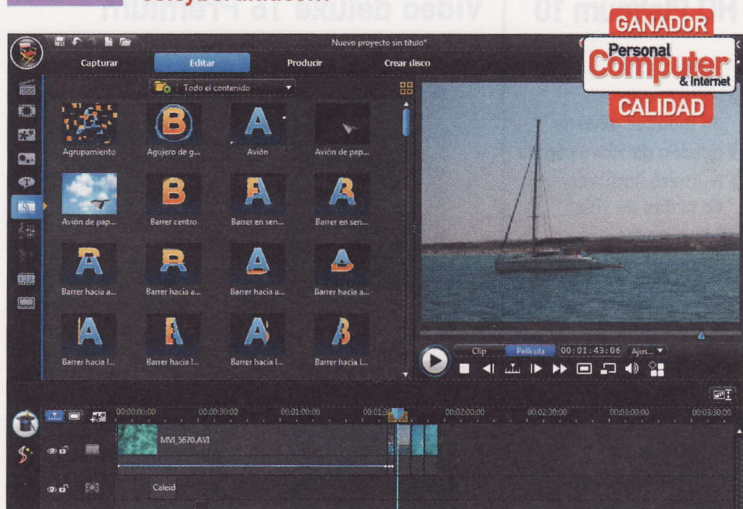 GANADOR
Personal
Computer
& Internet
CALIDAD
Nuevo proyecto sin título*
Capturar Editar Producir Crear disco
Todo el contenido
Agrupamiento Agujero de g... Avión Avión de pap...
Avión de pap... Barrer centro Barrer en sen... Barrer en sen...
Barrer hacia a... Barrer hacia a... Barrer hacia a... Barrer hacia a...
Barrer hacia l... Barrer hacia l... Barrer hacia l... Barrer hacia l...
Clip Película 00:01:43:06 Ajus...
00:00:00:00 00:00:30:00 00:01:00:00 00:02:00:00 00:02:30:00 00:03:00:00 00:03:30:00
MVI_5670.AVI
Caleid